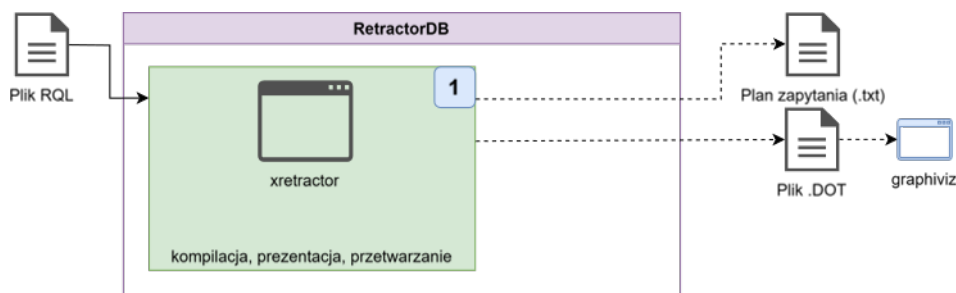 RetractorDB
Plik RQL
1
xretractor
kompilacja, prezentacja, przetwarzanie
Plan zapytania (.txt)
Plik .DOT
graphiviz